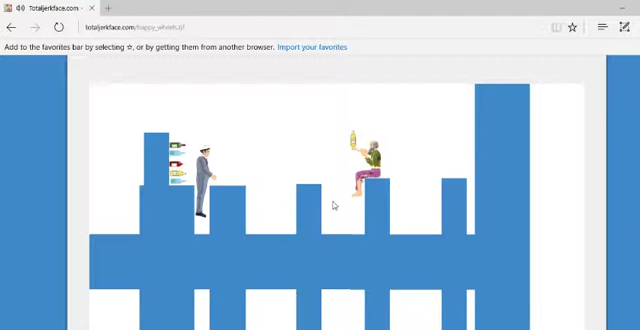 Totaljerkface.com
totaljerkface.com/happy_wheels.tjf
Add to the favorites bar by selecting ☆, or by getting them from another browser. Import your favorites